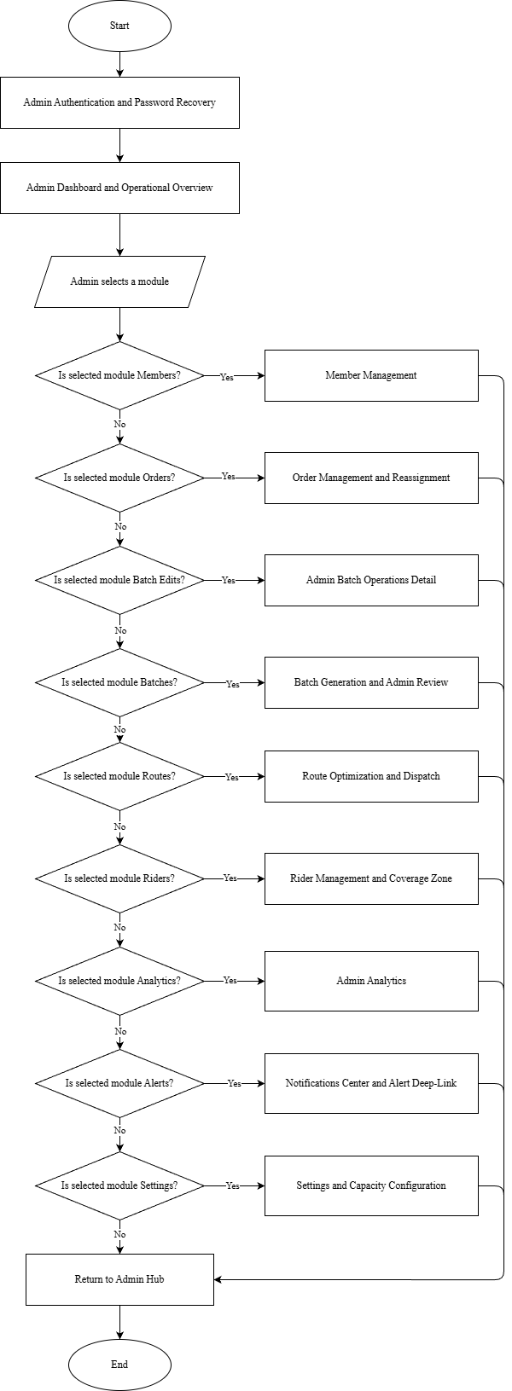 Start
Admin Authentication and Password Recovery
Admin Dashboard and Operational Overview
Admin selects a module
Is selected module Members?
Yes
Member Management
No
Is selected module Orders?
Yes
Order Management and Reassignment
No
Is selected module Batch Edits?
Yes
Admin Batch Operations Detail
No
Is selected module Batches?
Yes
Batch Generation and Admin Review
No
Is selected module Routes?
Yes
Route Optimization and Dispatch
No
Is selected module Riders?
Yes
Rider Management and Coverage Zone
No
Is selected module Analytics?
Yes
Admin Analytics
No
Is selected module Alerts?
Yes
Notifications Center and Alert Deep-Link
No
Is selected module Settings?
Yes
Settings and Capacity Configuration
No
Return to Admin Hub
End